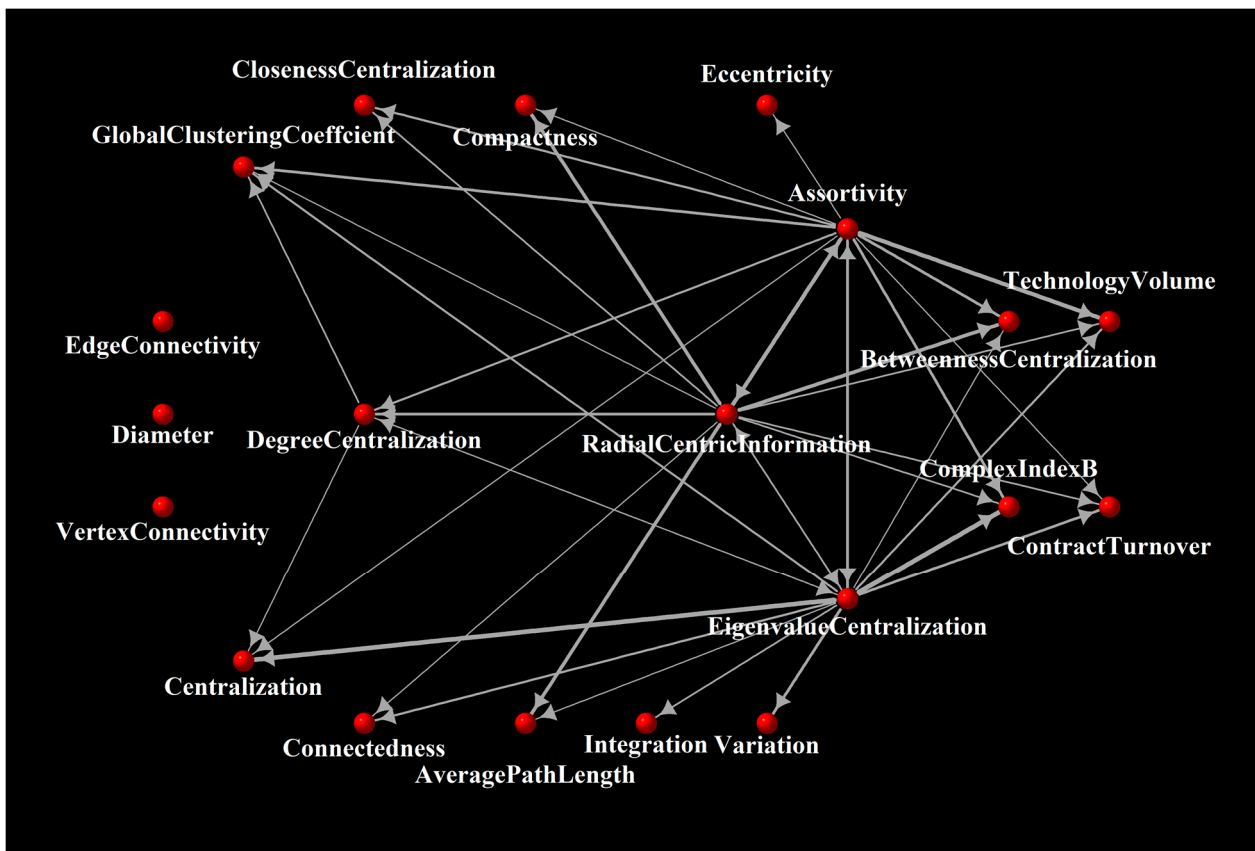 ClosenessCentralization
Eccentricity
GlobalClusteringCoeffcient
Compactness
Assortivity
TechnologyVolume
EdgeConnectivity
BetweennessCentralization
Diameter
DegreeCentralization
RadialCentricInformation
ComplexIndexB
VertexConnectivity
ContractTurnover
EigenvalueCentralization
Centralization
Connectedness
Integration
Variation
AveragePathLength